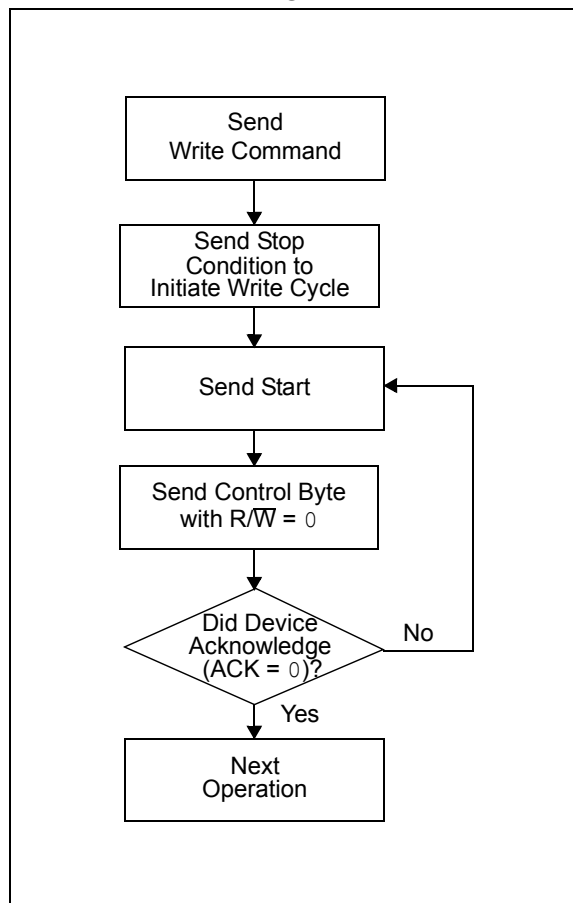 Send
Write Command
Send Stop
Condition to
Initiate Write Cycle
Send Start
Send Control Byte
with R/W̅ = 0
Did Device
Acknowledge
(ACK = 0)?
No
Yes
Next
Operation